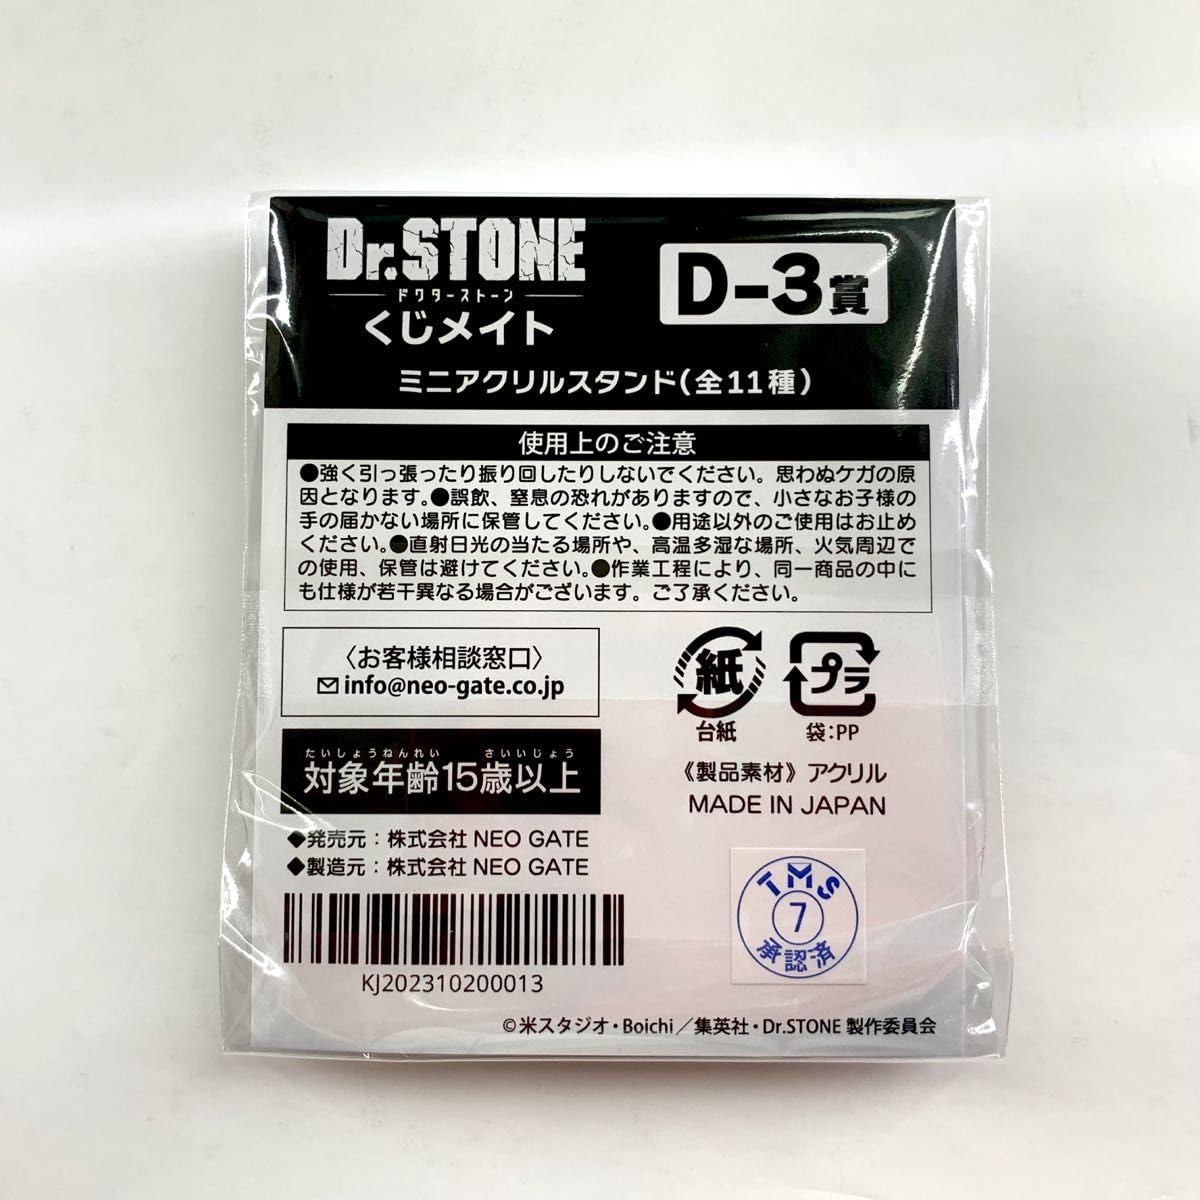 Dr.STONE
ドクターストーン
くじメイト
D-3賞
ミニアクリルスタンド(全11種)
使用上のご注意
●強く引っ張ったり振り回したりしないでください。思わぬケガの原
因となります。●誤飲、窒息の恐れがありますので、小さなお子様の
手の届かない場所に保管してください。●用途以外のご使用はお止め
ください。●直射日光の当たる場所や、高温多湿な場所、火気周辺で
の使用、保管は避けてください。●作業工程により、同一商品の中に
も仕様が若干異なる場合がございます。ご了承ください。
〈お客様相談窓口〉
info@neo-gate.co.jp
紙
台紙
プラ
袋:PP
たいしょうねんれい さいいじょう
対象年齢15歳以上
《製品素材》アクリル
MADE IN JAPAN
◆発売元:株式会社 NEO GATE
◆製造元:株式会社 NEO GATE
KJ202310200013
TMS
7
承認済
©米スタジオ・Boichi/集英社・Dr.STONE 製作委員会